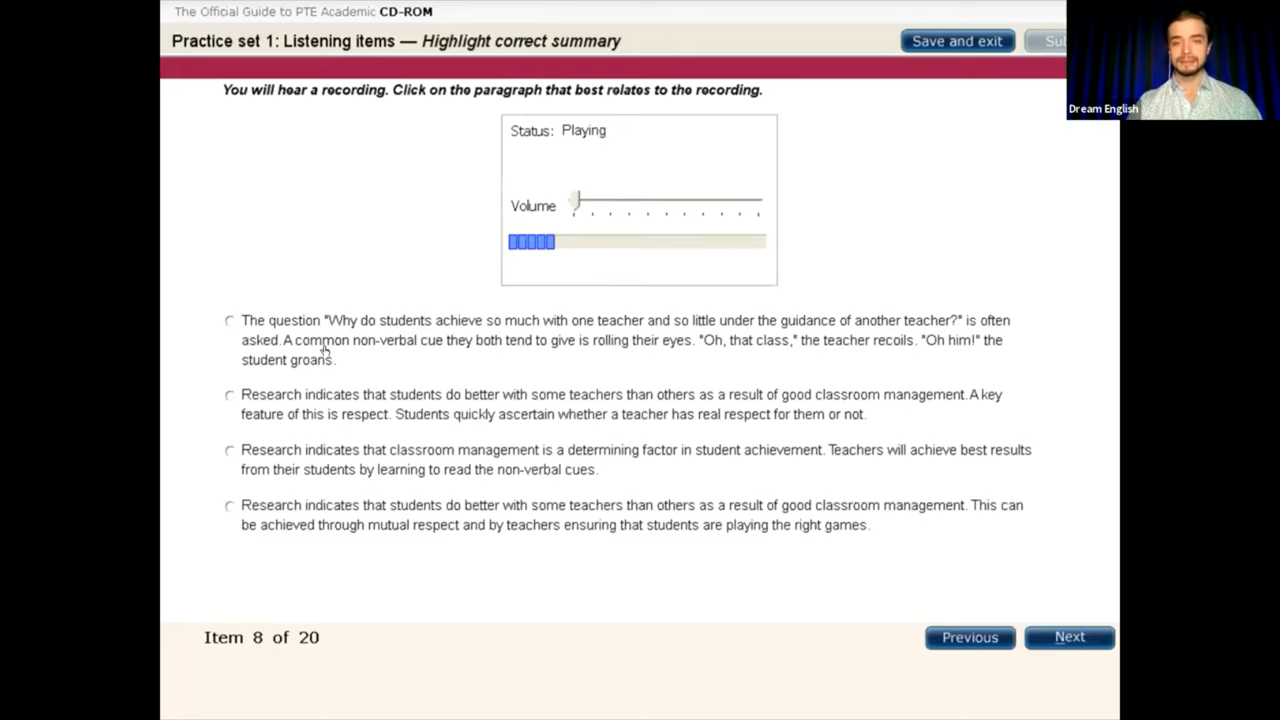 The Official Guide to PTE Academic CD-ROM
Practice set 1: Listening items — Highlight correct summary
Save and exit
You will hear a recording. Click on the paragraph that best relates to the recording.
Dream English
Status: Playing
Volume
The question "Why do students achieve so much with one teacher and so little under the guidance of another teacher?" is often
asked. A common non-verbal cue they both tend to give is rolling their eyes. "Oh, that class," the teacher recoils. "Oh him!" the
student groans.
Research indicates that students do better with some teachers than others as a result of good classroom management. A key
feature of this is respect. Students quickly ascertain whether a teacher has real respect for them or not.
Research indicates that classroom management is a determining factor in student achievement. Teachers will achieve best results
from their students by learning to read the non-verbal cues.
Research indicates that students do better with some teachers than others as a result of good classroom management. This can
be achieved through mutual respect and by teachers ensuring that students are playing the right games.
Item 8 of 20
Previous
Next